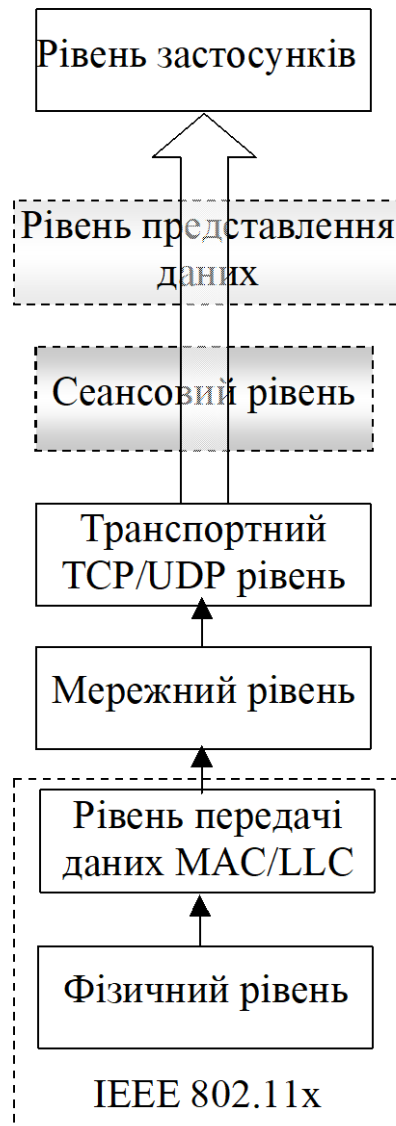 Рівень застосунків
Рівень представлення
даних
Сеансовий рівень
Транспортний
TCP/UDP рівень
Мережний рівень
Рівень передачі
даних MAC/LLC
Фізичний рівень
IEEE 802.11x